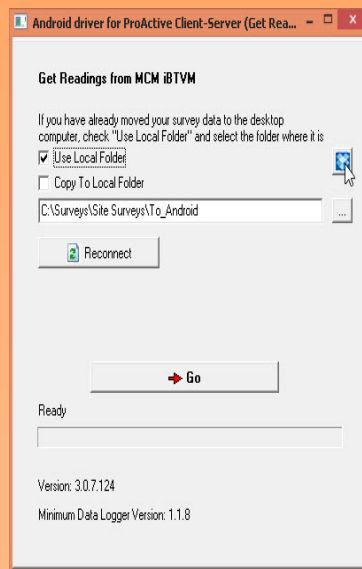 Android driver for ProActive Client-Server (Get Rea...
Get Readings from MCM iBTVM
If you have already moved your survey data to the desktop
computer, check "Use Local Folder" and select the folder where it is
Use Local Folder
Copy To Local Folder
C:\Surveys\Site Surveys\To_Android
...
Reconnect
Go
Ready
Version: 3.0.7.124
Minimum Data Logger Version: 1.1.8